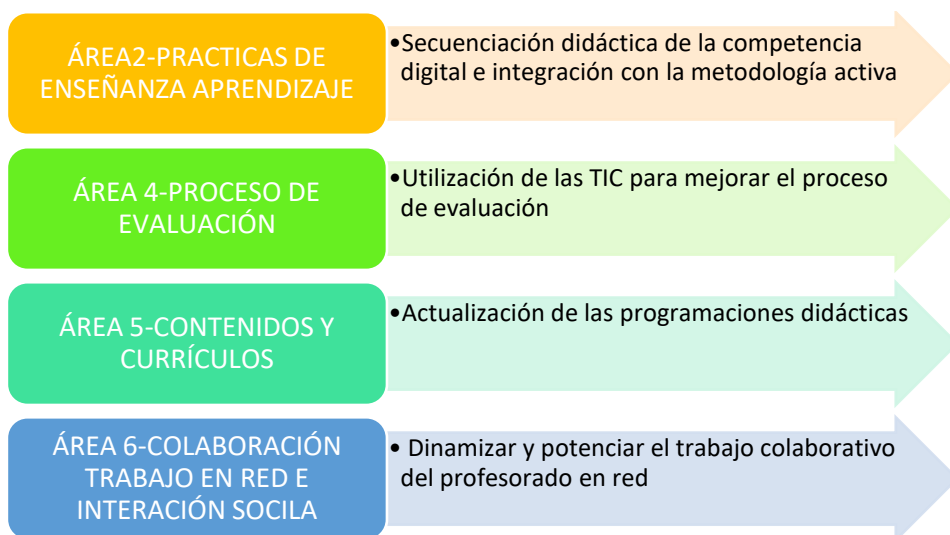 ÁREA2-PRACTICAS DE
ENSEÑANZA APRENDIZAJE
•Secuenciación didáctica de la competencia
digital e integración con la metodología activa
ÁREA 4-PROCESO DE
EVALUACIÓN
•Utilización de las TIC para mejorar el proceso
de evaluación
ÁREA 5-CONTENIDOS Y
CURRÍCULOS
•Actualización de las programaciones didácticas
ÁREA 6-COLABORACIÓN
TRABAJO EN RED E
INTERACIÓN SOCILA
• Dinamizar y potenciar el trabajo colaborativo
del profesorado en red